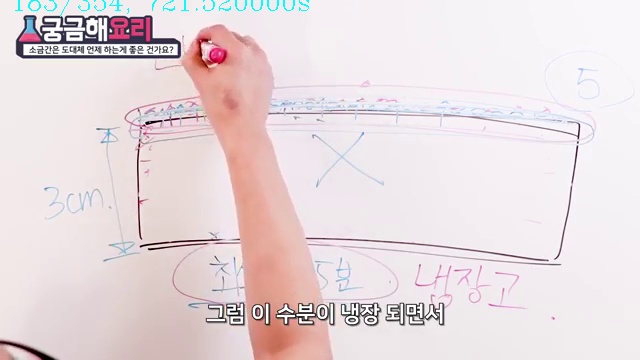 183/354, 721.520000s
궁금해요리
소금간은 도대체 언제 하는게 좋은 건가요?
5
3cm.
5분
냉장고
그럼 이 수분이 냉장 되면서